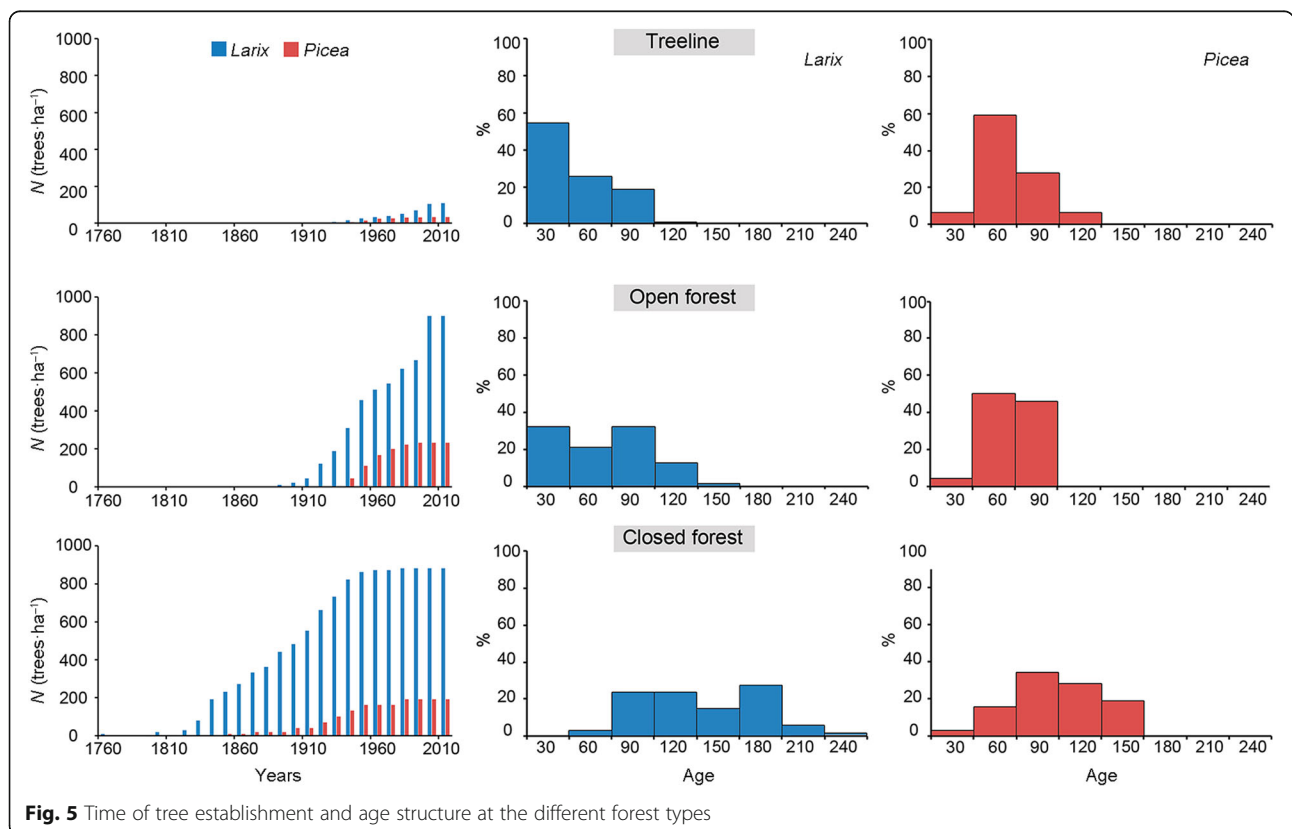 Larix Picea
N (trees·ha⁻¹)
1000
800
600
400
200
0
1760 1810 1860 1910 1960 2010
Treeline
Larix
%
100
80
60
40
20
0
30 60 90 120 150 180 210 240
Picea
%
100
80
60
40
20
0
30 60 90 120 150 180 210 240
N (trees·ha⁻¹)
1000
800
600
400
200
0
1760 1810 1860 1910 1960 2010
Open forest
%
100
80
60
40
20
0
30 60 90 120 150 180 210 240
%
100
80
60
40
20
0
30 60 90 120 150 180 210 240
N (trees·ha⁻¹)
1000
800
600
400
200
0
1760 1810 1860 1910 1960 2010
Years
Closed forest
%
100
80
60
40
20
0
30 60 90 120 150 180 210 240
Age
%
100
80
60
40
20
0
30 60 90 120 150 180 210 240
Age
Fig. 5 Time of tree establishment and age structure at the different forest types